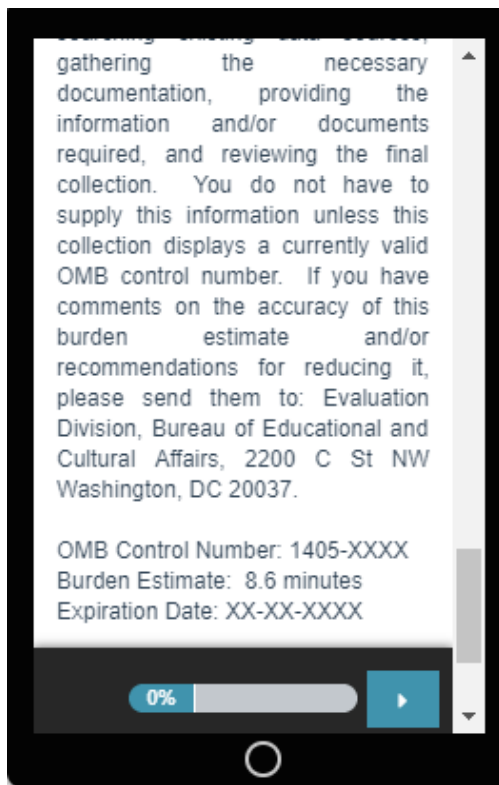 searching existing data sources,
gathering the necessary
documentation, providing the
information and/or documents
required, and reviewing the final
collection. You do not have to
supply this information unless this
collection displays a currently valid
OMB control number. If you have
comments on the accuracy of this
burden estimate and/or
recommendations for reducing it,
please send them to: Evaluation
Division, Bureau of Educational and
Cultural Affairs, 2200 C St NW
Washington, DC 20037.
OMB Control Number: 1405-XXXX
Burden Estimate: 8.6 minutes
Expiration Date: XX-XX-XXXX
0%